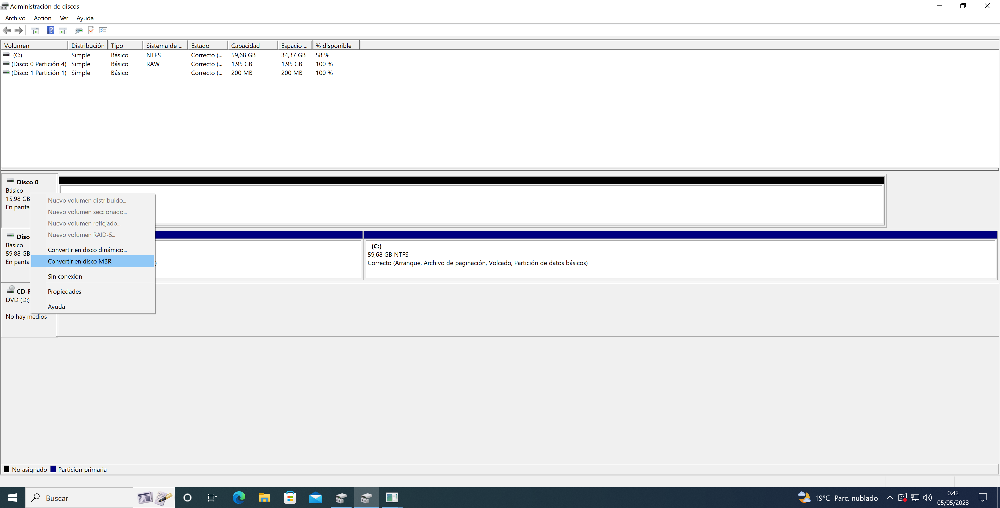 Administración de discos
Archivo Acción Ver Ayuda
Volumen Distribución Tipo Sistema de ... Estado Capacidad Espacio ... % disponible
(C:) Simple Básico NTFS Correcto (... 59,68 GB 34,37 GB 58 %
(Disco 0 Partición 4) Simple Básico RAW Correcto (... 1,95 GB 1,95 GB 100 %
(Disco 1 Partición 1) Simple Básico Correcto (... 200 MB 200 MB 100 %
Disco 0
Básico
15,98 GB
En panta
Nuevo volumen distribuido...
Nuevo volumen seccionado...
Nuevo volumen reflejado...
Nuevo volumen RAID-5...
Convertir en disco dinámico...
Convertir en disco MBR
Sin conexión
Propiedades
Ayuda
Disc
Básico
59,88 GB
En panta
)
(C:)
59,68 GB NTFS
Correcto (Arranque, Archivo de paginación, Volcado, Partición de datos básicos)
CD-R
DVD (D:)
No hay medios
No asignado Partición primaria
Buscar
19°C Parc. nublado
0:42
05/05/2023